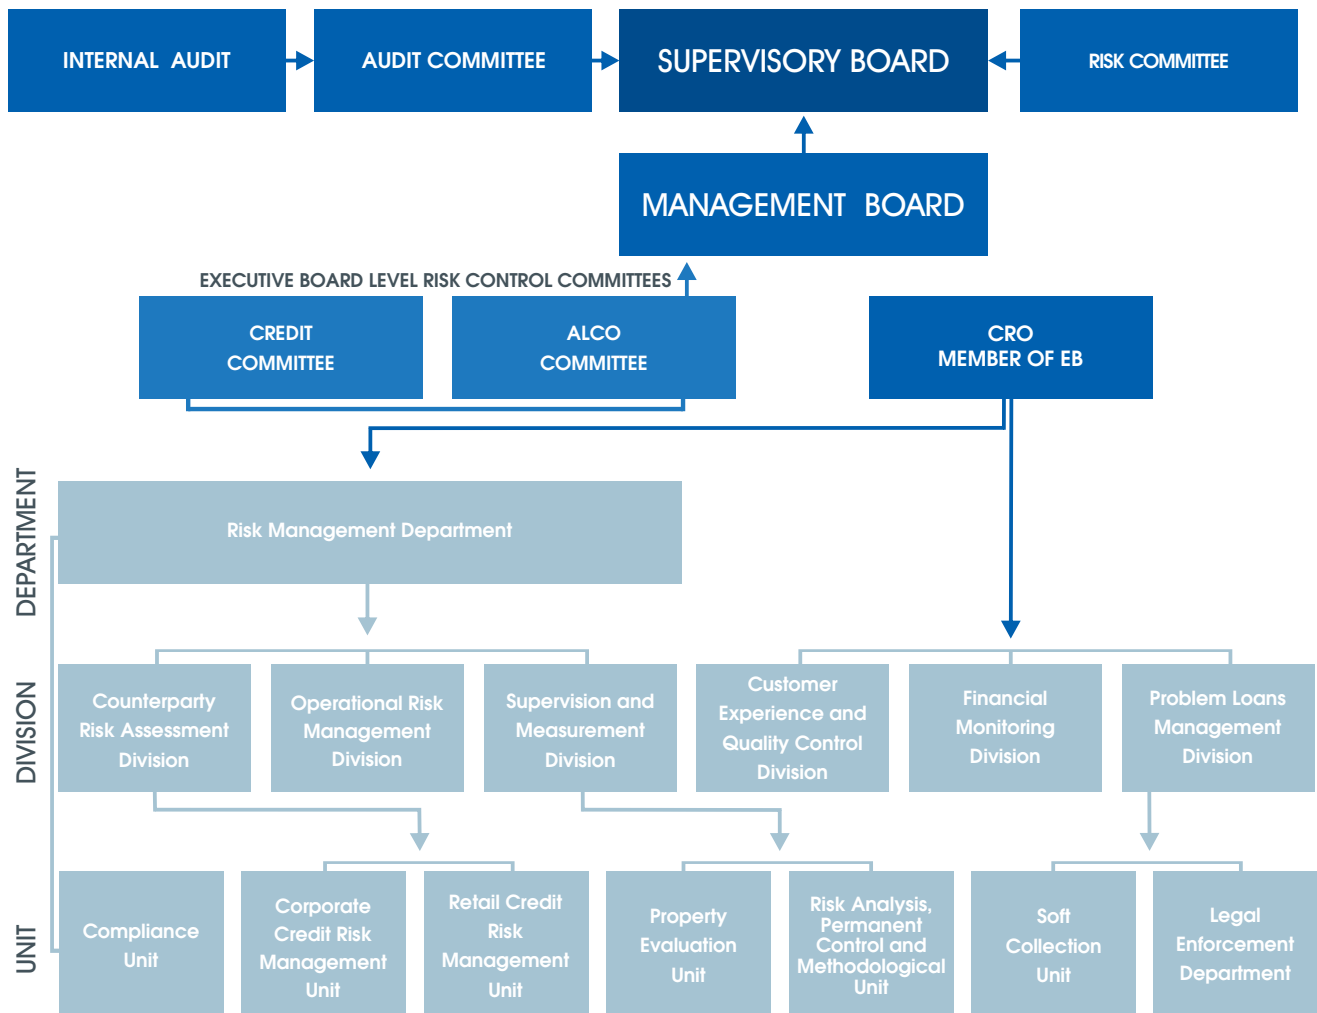 INTERNAL AUDIT
AUDIT COMMITTEE
SUPERVISORY BOARD
RISK COMMITTEE
MANAGEMENT BOARD
EXECUTIVE BOARD LEVEL RISK CONTROL COMMITTEES
CREDIT
COMMITTEE
ALCO
COMMITTEE
CRO
MEMBER OF EB
DEPARTMENT
Risk Management Department
DIVISION
Counterparty
Risk Assessment
Division
Operational Risk
Management
Division
Supervision and
Measurement
Division
Customer
Experience and
Quality Control
Division
Financial
Monitoring
Division
Problem Loans
Management
Division
UNIT
Compliance
Unit
Corporate
Credit Risk
Management
Unit
Retail Credit
Risk
Management
Unit
Property
Evaluation
Unit
Risk Analysis,
Permanent
Control and
Methodological
Unit
Soft
Collection
Unit
Legal
Enforcement
Department